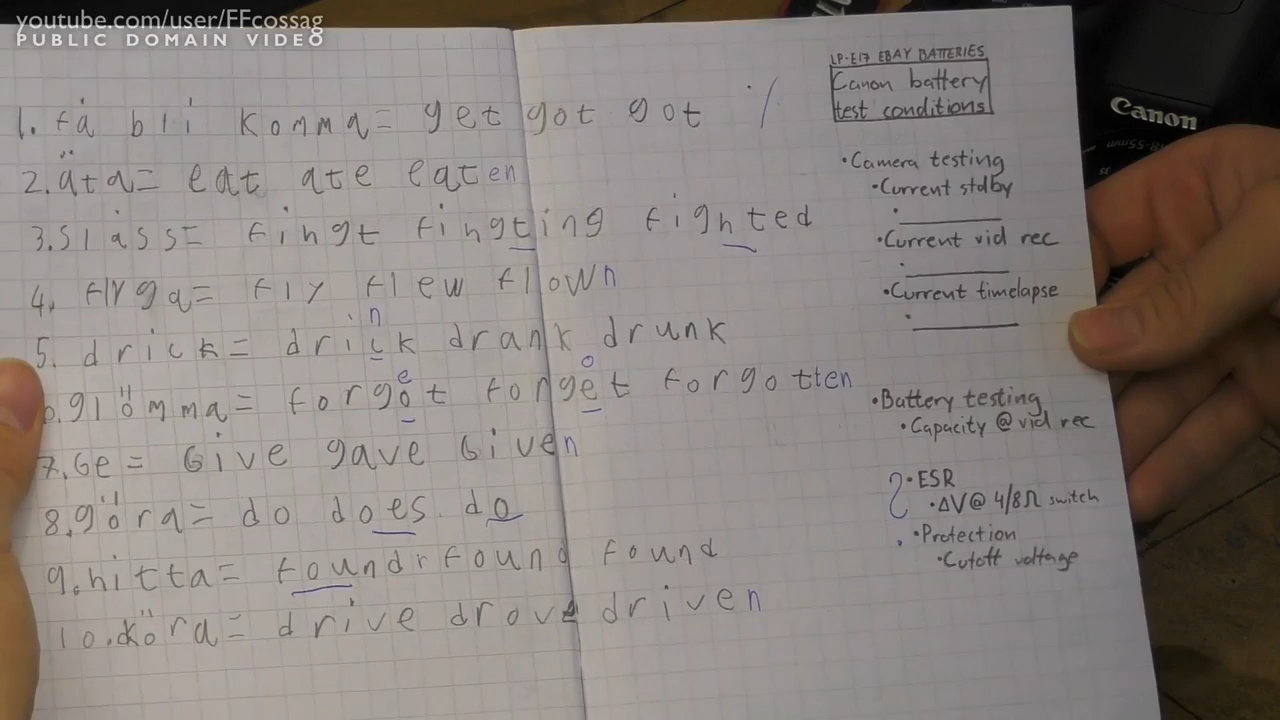 youtube.com/user/FFcossag
PUBLIC DOMAIN VIDEO
1. få bli komma = get got got
2. äta = eat ate eaten
3. slåss = fingt fingting fighted
4. flyga = fly flew flown
n
5. drick = drick drank drunk
e o
6. glömma = forgot forget forgotten
7. Ge = Give gave Given
8. göra = do does do
9. hitta = foundr found found
10. köra = drive drove driven
LP-E17 EBAY BATTERIES
Canon battery
test conditions
•Camera testing
•Current stdby
•Current vid rec
•Current timelapse
•Battery testing
•Capacity @ vid rec
•ESR
•ΔV@ 4/8Ω switch
•Protection
•Cutoff voltage
Canon